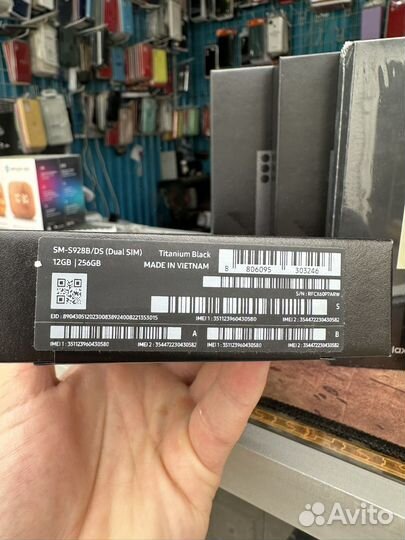 SM-S928B/DS (Dual SIM) Titanium Black
12GB | 256GB MADE IN VIETNAM
8 806095 303246
S/N : RFCX60P9ARW
S
EID : 89043051202300838924008221353015
IMEI 1 : 351123960430580 IMEI 2 : 354472230430582
A B
IMEI 1 : 351123960430580 IMEI 2 : 354472230430582 IMEI 1 : 351123960430580 IMEI 2 : 354472230430582
Avito